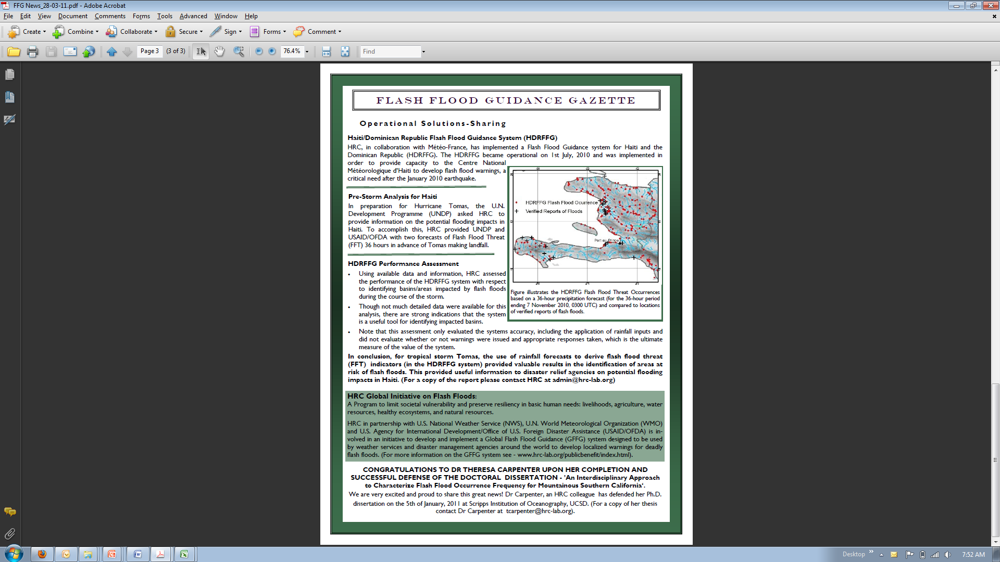 FFG News_28-03-11.pdf - Adobe Acrobat
File Edit View Document Comments Forms Tools Advanced Window Help
Create Combine Collaborate Secure Sign Forms Comment
Page 3 (3 of 3) 76.4% Find
FLASH FLOOD GUIDANCE GAZETTE
Operational Solutions-Sharing
Haiti/Dominican Republic Flash Flood Guidance System (HDRFFG)
HRC, in collaboration with Météo-France, has implemented a Flash Flood Guidance system for Haiti and the
Dominican Republic (HDRFFG). The HDRFFG became operational on 1st July, 2010 and was implemented in
order to provide capacity to the Centre National
Météorologique d'Haiti to develop flash flood warnings, a
critical need after the January 2010 earthquake.
Pre-Storm Analysis for Haiti
In preparation for Hurricane Tomas, the U.N.
Development Programme (UNDP) asked HRC to
provide information on the potential flooding impacts in
Haiti. To accomplish this, HRC provided UNDP and
USAID/OFDA with two forecasts of Flash Flood Threat
(FFT) 36 hours in advance of Tomas making landfall.
HDRFFG Performance Assessment
• Using available data and information, HRC assessed
the performance of the HDRFFG system with respect
to identifying basins/areas impacted by flash floods
during the course of the storm.
• Though not much detailed data were available for this
analysis, there are strong indications that the system
is a useful tool for identifying impacted basins.
HDRFFG Flash Flood Ocurrence
Verified Reports of Floods
Port-au-Prince
Figure illustrates the HDRFFG Flash Flood Threat Occurrences
based on a 36-hour precipitation forecast (for the 36-hour period
ending 7 November 2010, 0300 UTC) and compared to locations
of verified reports of flash floods.
• Note that this assessment only evaluated the systems accuracy, including the application of rainfall inputs and
did not evaluate whether or not warnings were issued and appropriate responses taken, which is the ultimate
measure of the value of the system.
In conclusion, for tropical storm Tomas, the use of rainfall forecasts to derive flash flood threat
(FFT) indicators (in the HDRFFG system) provided valuable results in the identification of areas at
risk of flash floods. This provided useful information to disaster relief agencies on potential flooding
impacts in Haiti. (For a copy of the report please contact HRC at admin@hrc-lab.org)
HRC Global Initiative on Flash Floods:
A Program to limit societal vulnerability and preserve resiliency in basic human needs: livelihoods, agriculture, water
resources, healthy ecosystems, and natural resources.
HRC in partnership with U.S. National Weather Service (NWS), U.N. World Meteorological Organization (WMO)
and U.S. Agency for International Development/Office of U.S. Foreign Disaster Assistance (USAID/OFDA) is in-
volved in an initiative to develop and implement a Global Flash Flood Guidance (GFFG) system designed to be used
by weather services and disaster management agencies around the world to develop localized warnings for deadly
flash floods. (For more information on the GFFG system see - www.hrc-lab.org/publicbenefit/index.html).
CONGRATULATIONS TO DR THERESA CARPENTER UPON HER COMPLETION AND
SUCCESSFUL DEFENSE OF THE DOCTORAL DISSERTATION - 'An Interdisciplinary Approach
to Characterize Flash Flood Occurrence Frequency for Mountainous Southern California'.
We are very excited and proud to share this great news! Dr Carpenter, an HRC colleague has defended her Ph.D.
dissertation on the 5th of January, 2011 at Scripps Institution of Oceanography, UCSD. (For a copy of her thesis
contact Dr Carpenter at tcarpenter@hrc-lab.org).
Desktop 7:52 AM